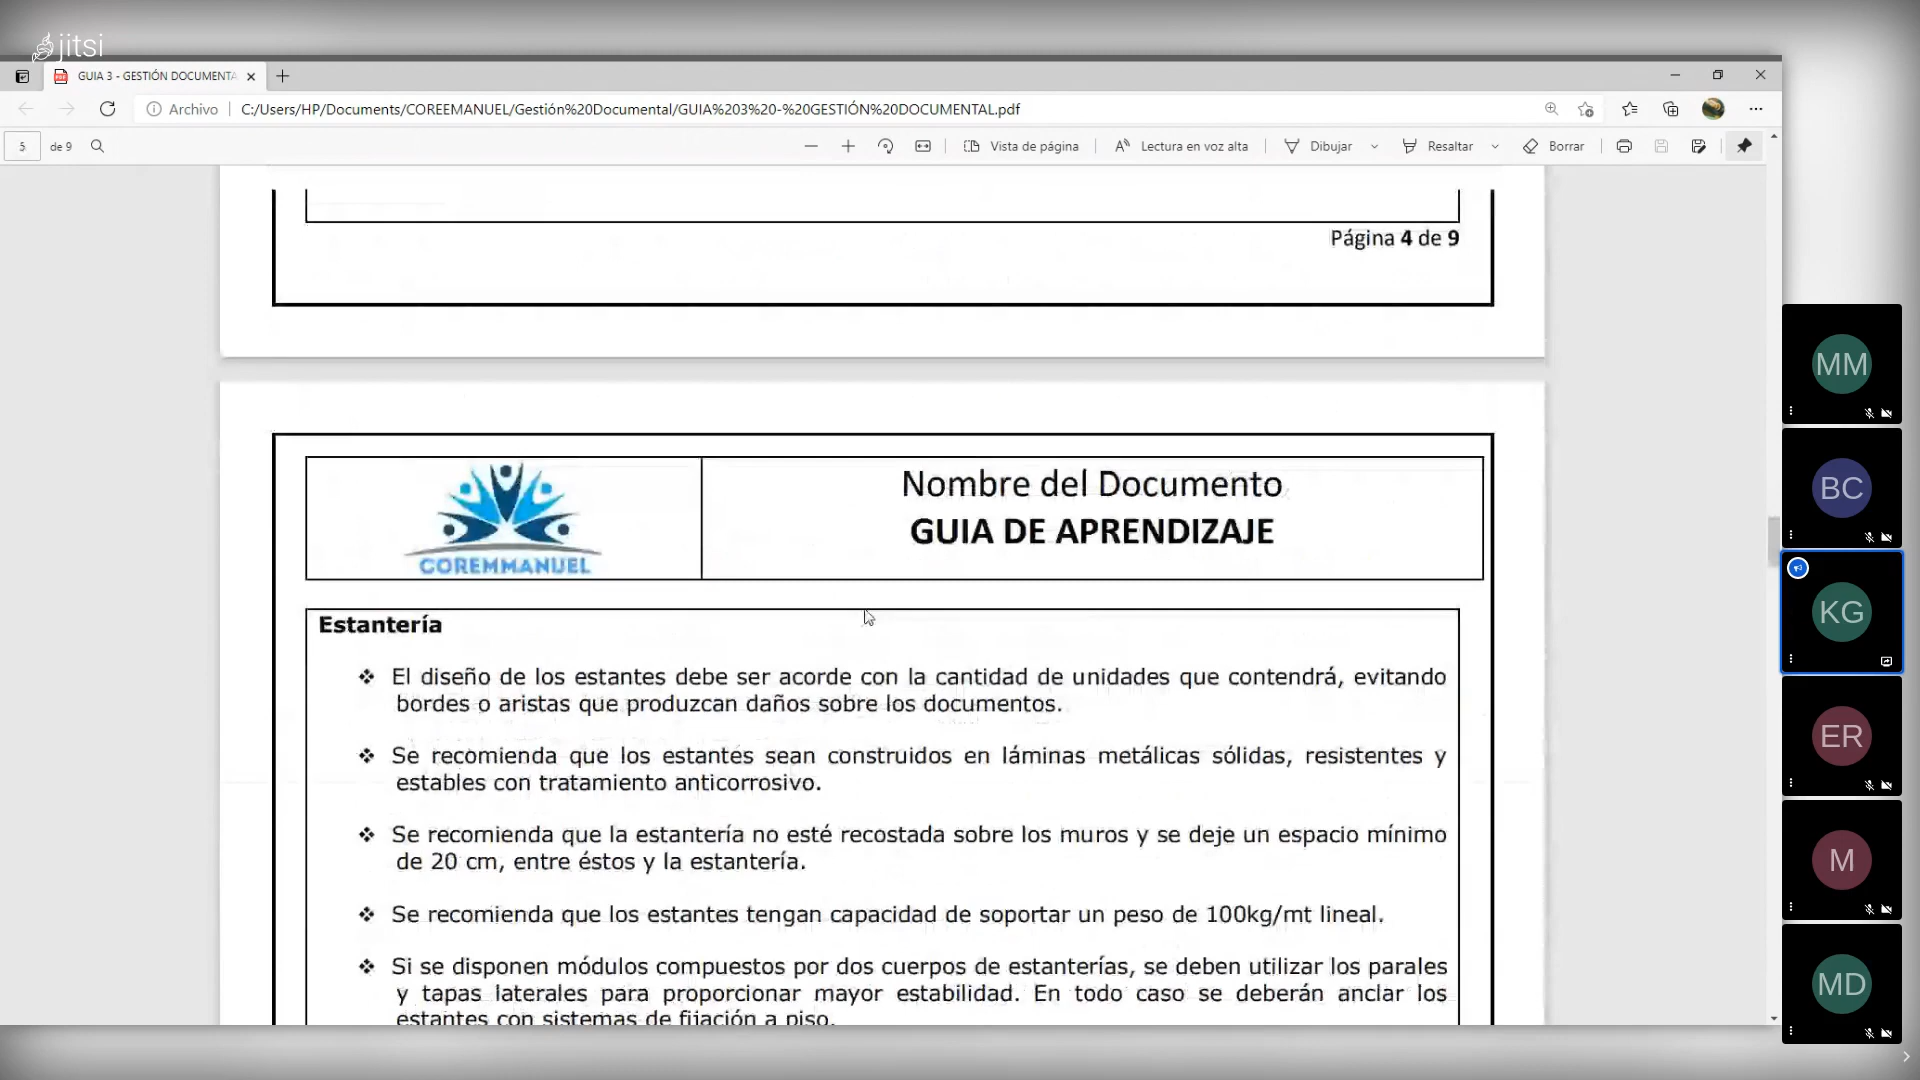 jitsi
GUIA 3 - GESTIÓN DOCUMENTA
Archivo C:/Users/HP/Documents/COREEMANUEL/Gestión%20Documental/GUIA%203%20-%20GESTIÓN%20DOCUMENTAL.pdf
5 de 9 Vista de página Lectura en voz alta Dibujar Resaltar Borrar
Página 4 de 9
COREMMANUEL
Nombre del Documento
GUIA DE APRENDIZAJE
Estantería
❖ El diseño de los estantes debe ser acorde con la cantidad de unidades que contendrá, evitando
bordes o aristas que produzcan daños sobre los documentos.
❖ Se recomienda que los estantes sean construidos en láminas metálicas sólidas, resistentes y
estables con tratamiento anticorrosivo.
❖ Se recomienda que la estantería no esté recostada sobre los muros y se deje un espacio mínimo
de 20 cm, entre éstos y la estantería.
❖ Se recomienda que los estantes tengan capacidad de soportar un peso de 100kg/mt lineal.
❖ Si se disponen módulos compuestos por dos cuerpos de estanterías, se deben utilizar los parales
y tapas laterales para proporcionar mayor estabilidad. En todo caso se deberán anclar los
estantes con sistemas de fijación a piso.
MM
BC
KG
ER
M
MD